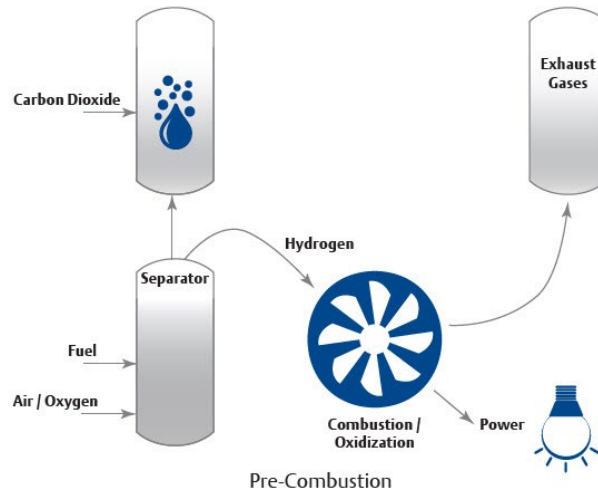 Carbon Dioxide
Exhaust
Gases
Hydrogen
Separator
Fuel
Air / Oxygen
Combustion /
Oxidization
Power
Pre-Combustion